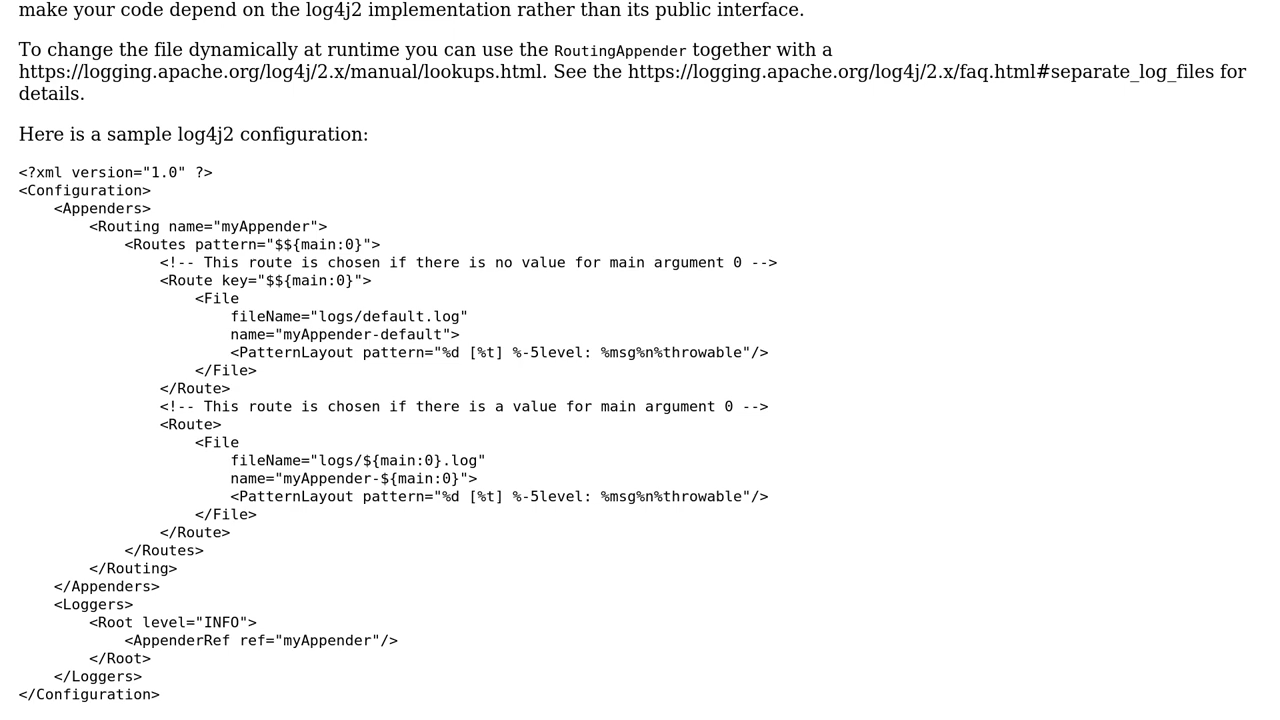 make your code depend on the log4j2 implementation rather than its public interface.
To change the file dynamically at runtime you can use the RoutingAppender together with a
https://logging.apache.org/log4j/2.x/manual/lookups.html. See the https://logging.apache.org/log4j/2.x/faq.html#separate_log_files for
details.
Here is a sample log4j2 configuration:
<?xml version="1.0" ?>
<Configuration>
    <Appenders>
        <Routing name="myAppender">
            <Routes pattern="$${main:0}">
                <!-- This route is chosen if there is no value for main argument 0 -->
                <Route key="$${main:0}">
                    <File
                        fileName="logs/default.log"
                        name="myAppender-default">
                        <PatternLayout pattern="%d [%t] %-5level: %msg%n%throwable"/>
                    </File>
                </Route>
                <!-- This route is chosen if there is a value for main argument 0 -->
                <Route>
                    <File
                        fileName="logs/${main:0}.log"
                        name="myAppender-${main:0}">
                        <PatternLayout pattern="%d [%t] %-5level: %msg%n%throwable"/>
                    </File>
                </Route>
            </Routes>
        </Routing>
    </Appenders>
    <Loggers>
        <Root level="INFO">
            <AppenderRef ref="myAppender"/>
        </Root>
    </Loggers>
</Configuration>